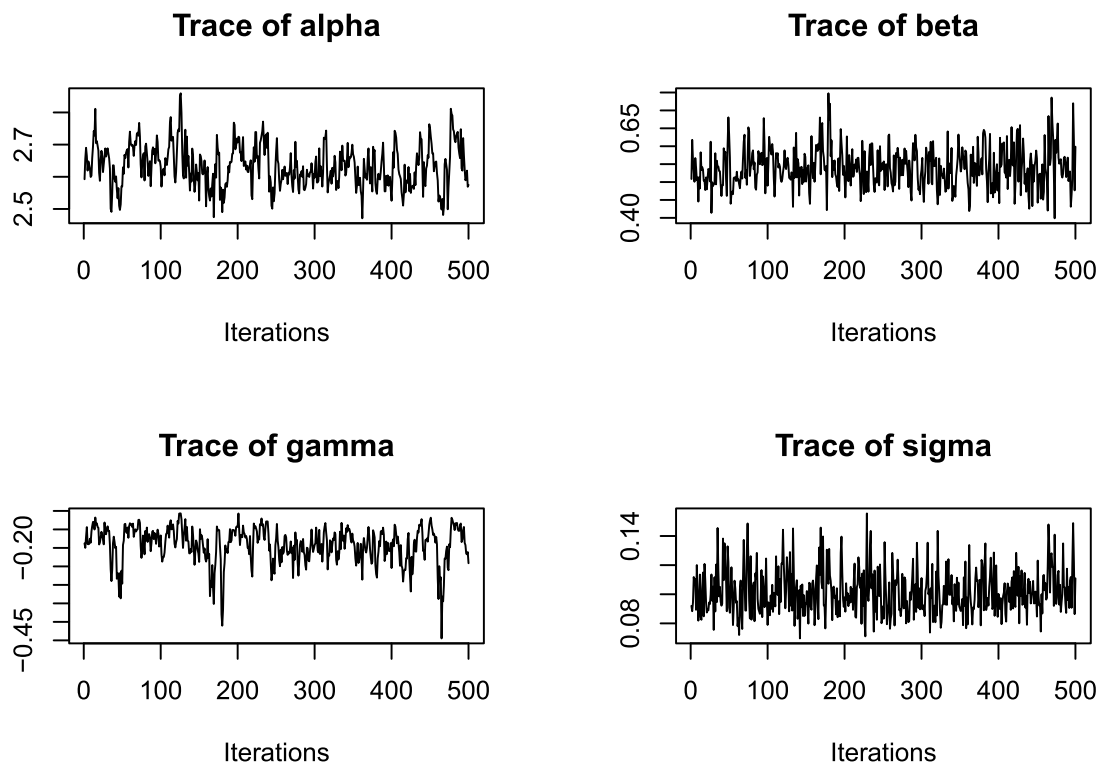 Trace of alpha
2.7
2.5
0 100 200 300 400 500
Iterations
Trace of beta
0.65
0.40
0 100 200 300 400 500
Iterations
Trace of gamma
−0.20
−0.45
0 100 200 300 400 500
Iterations
Trace of sigma
0.14
0.08
0 100 200 300 400 500
Iterations